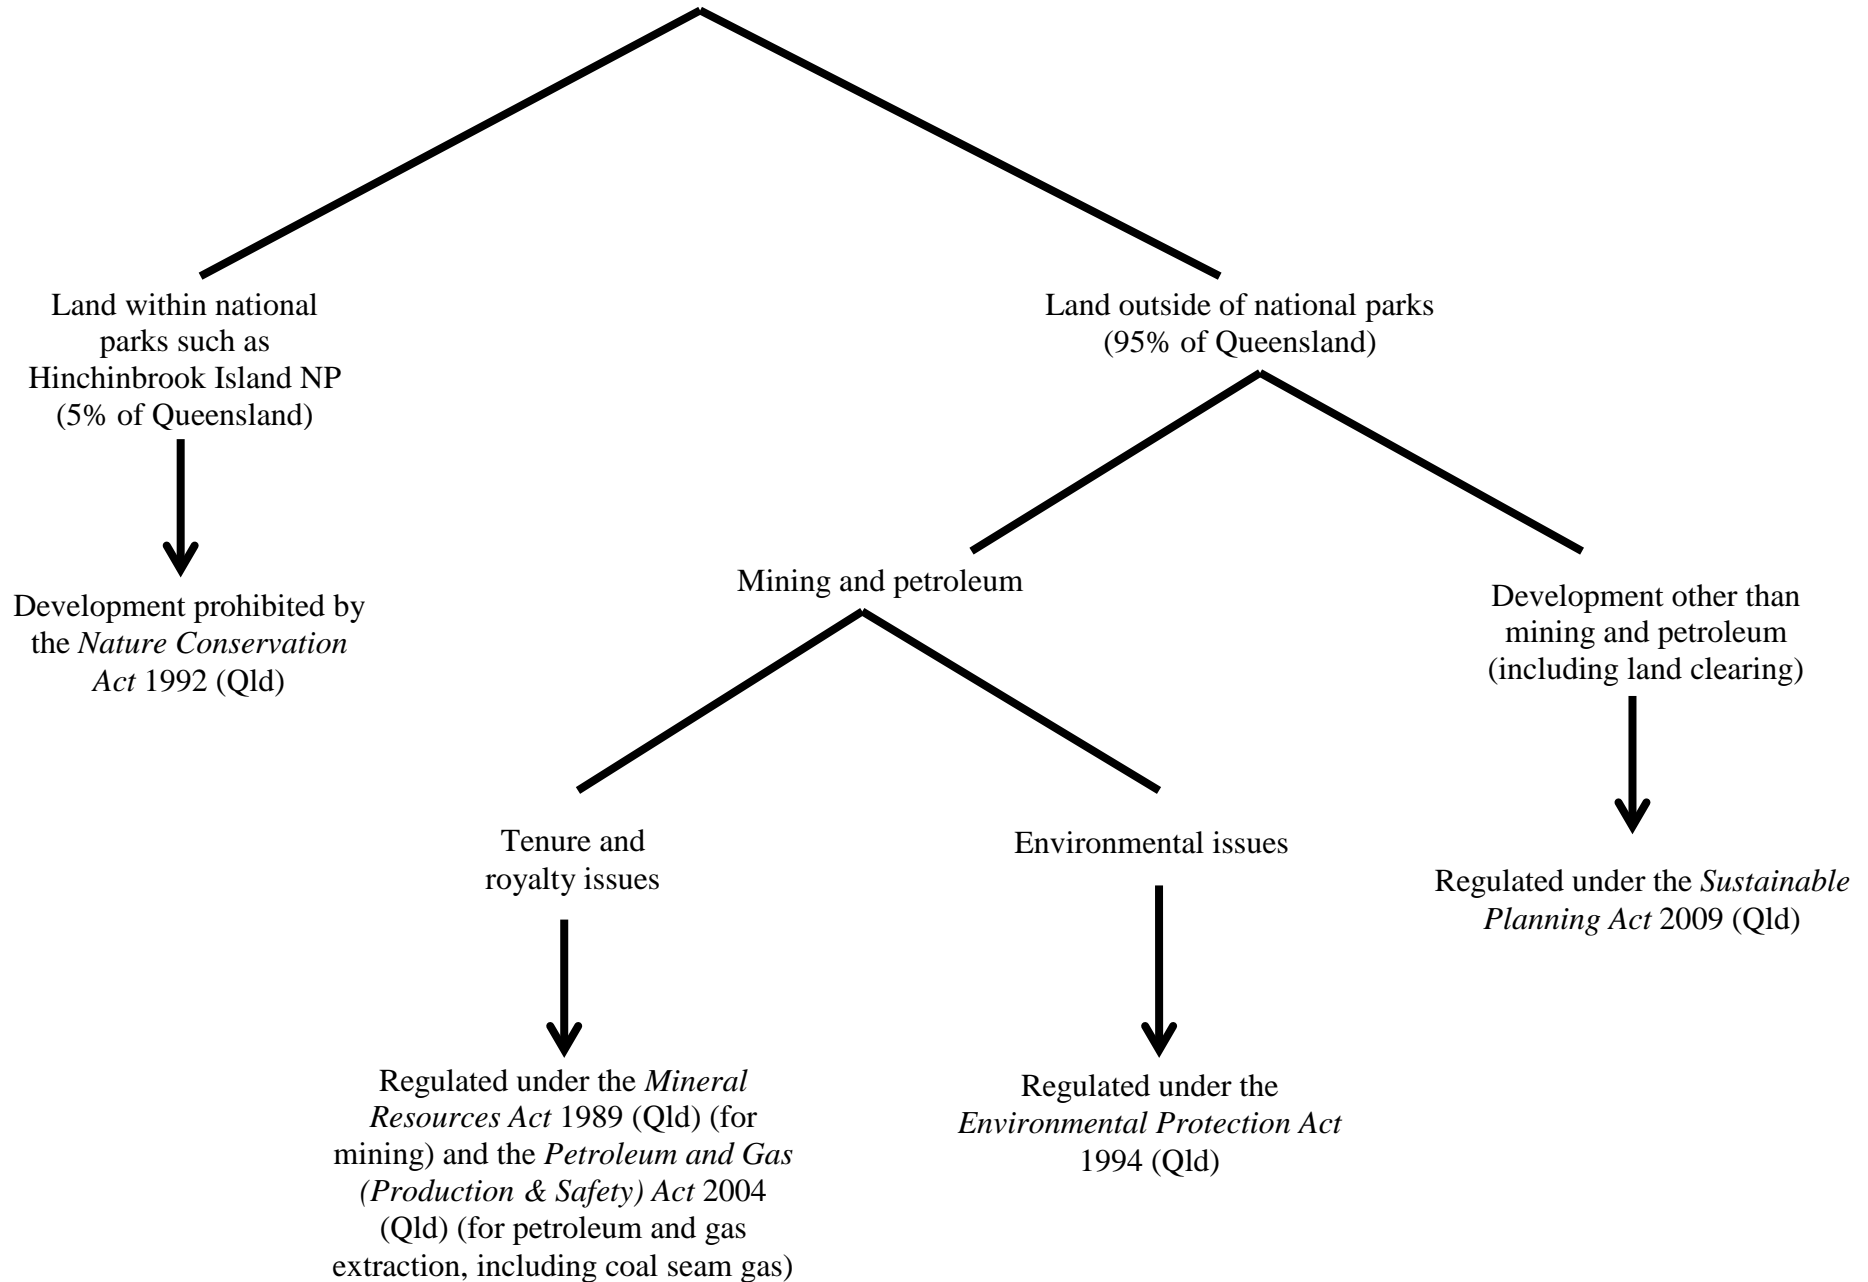 Land within national
parks such as
Hinchinbrook Island NP
(5% of Queensland)
Land outside of national parks
(95% of Queensland)
Development prohibited by
the Nature Conservation
Act 1992 (Qld)
Mining and petroleum
Development other than
mining and petroleum
(including land clearing)
Tenure and
royalty issues
Environmental issues
Regulated under the Sustainable
Planning Act 2009 (Qld)
Regulated under the Mineral
Resources Act 1989 (Qld) (for
mining) and the Petroleum and Gas
(Production & Safety) Act 2004
(Qld) (for petroleum and gas
extraction, including coal seam gas)
Regulated under the
Environmental Protection Act
1994 (Qld)